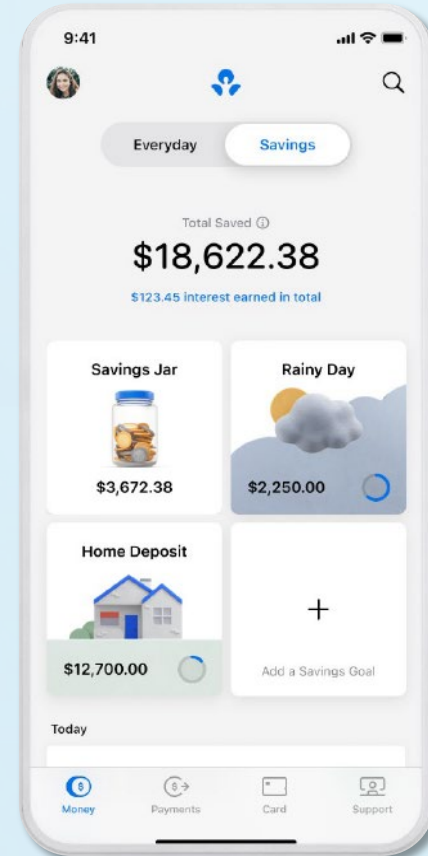 9:41
Everyday Savings
Total Saved
$18,622.38
$123.45 interest earned in total
Savings Jar Rainy Day
$3,672.38 $2,250.00
Home Deposit
+
$12,700.00 Add a Savings Goal
Today
Money Payments Card Support